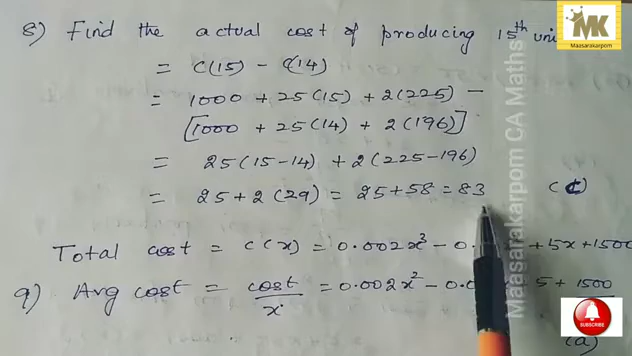 MK
Maasarakarpom
8) Find the actual cost of producing 15th uni
= C(15) - C(14)
= 1000 + 25(15) + 2(225) -
[1000 + 25(14) + 2(196)]
= 25(15-14) + 2(225-196)
= 25 + 2(29) = 25+58 = 83 (C)
Total cost = C(x) = 0.002x³ - 0. +5x+1500
9) Avg cost = cost/x = 0.002x² - 0.0 5 + 1500
(a)
Maasarakarpom CA Maths
SUBSCRIBE